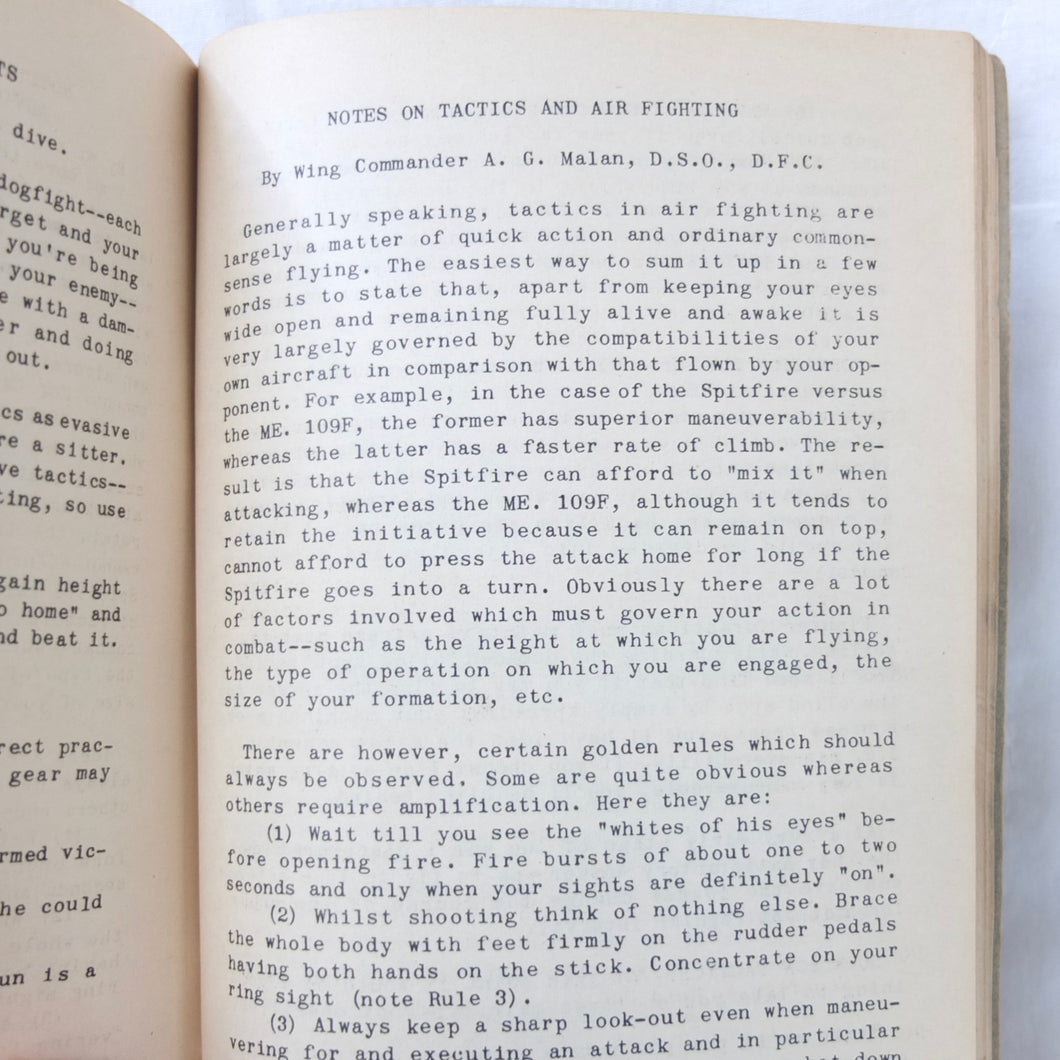 TS
dive.
dogfight--each
rget and your
you're being
your enemy--
e with a dam-
er and doing
out.
cs as evasive
re a sitter.
ve tactics--
ting, so use
gain height
o home" and
nd beat it.
rect prac-
gear may
rmed vic-
he could
un is a
NOTES ON TACTICS AND AIR FIGHTING
By Wing Commander A. G. Malan, D.S.O., D.F.C.
Generally speaking, tactics in air fighting are
largely a matter of quick action and ordinary common-
sense flying. The easiest way to sum it up in a few
words is to state that, apart from keeping your eyes
wide open and remaining fully alive and awake it is
very largely governed by the compatibilities of your
own aircraft in comparison with that flown by your op-
ponent. For example, in the case of the Spitfire versus
the ME. 109F, the former has superior maneuverability,
whereas the latter has a faster rate of climb. The re-
sult is that the Spitfire can afford to "mix it" when
attacking, whereas the ME. 109F, although it tends to
retain the initiative because it can remain on top,
cannot afford to press the attack home for long if the
Spitfire goes into a turn. Obviously there are a lot
of factors involved which must govern your action in
combat--such as the height at which you are flying,
the type of operation on which you are engaged, the
size of your formation, etc.
There are however, certain golden rules which should
always be observed. Some are quite obvious whereas
others require amplification. Here they are:
(1) Wait till you see the "whites of his eyes" be-
fore opening fire. Fire bursts of about one to two
seconds and only when your sights are definitely "on".
(2) Whilst shooting think of nothing else. Brace
the whole body with feet firmly on the rudder pedals
having both hands on the stick. Concentrate on your
ring sight (note Rule 3).
(3) Always keep a sharp look-out even when maneu-
vering for and executing an attack and in particular
down